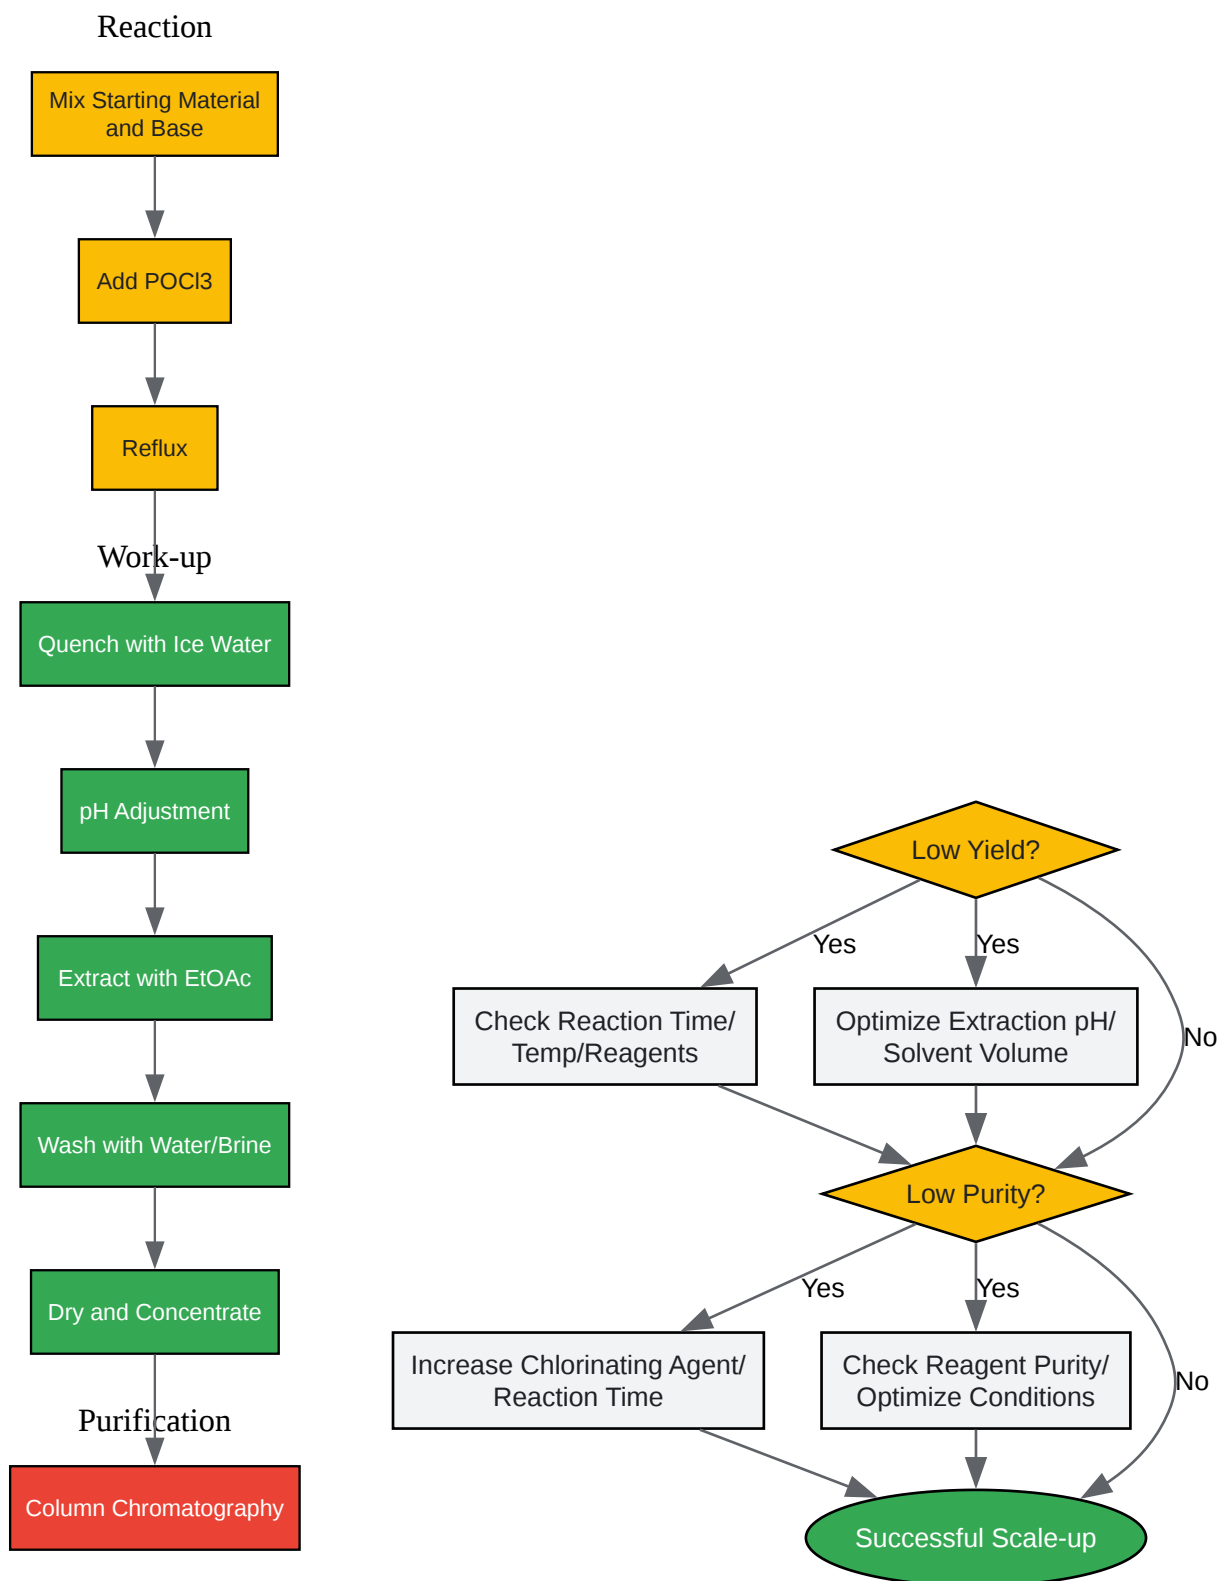 Reaction
Mix Starting Material
and Base
Add POCl3
Reflux
Work-up
Quench with Ice Water
pH Adjustment
Extract with EtOAc
Wash with Water/Brine
Dry and Concentrate
Purification
Column Chromatography
Low Yield?
Yes
Yes
No
Check Reaction Time/
Temp/Reagents
Optimize Extraction pH/
Solvent Volume
Low Purity?
Yes
Yes
No
Increase Chlorinating Agent/
Reaction Time
Check Reagent Purity/
Optimize Conditions
Successful Scale-up